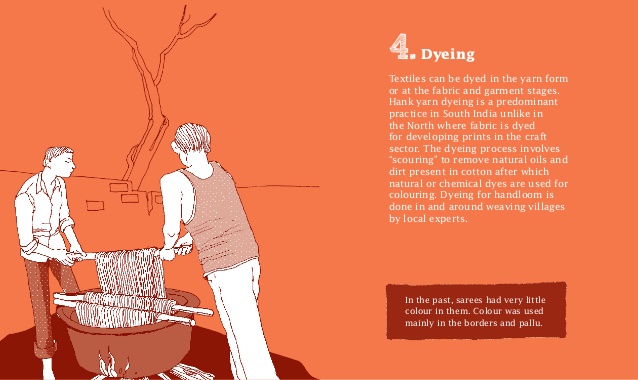 4. Dyeing
Textiles can be dyed in the yarn form
or at the fabric and garment stages.
Hank yarn dyeing is a predominant
practice in South India unlike in
the North where fabric is dyed
for developing prints in the craft
sector. The dyeing process involves
"scouring" to remove natural oils and
dirt present in cotton after which
natural or chemical dyes are used for
colouring. Dyeing for handloom is
done in and around weaving villages
by local experts.
In the past, sarees had very little
colour in them. Colour was used
mainly in the borders and pallu.